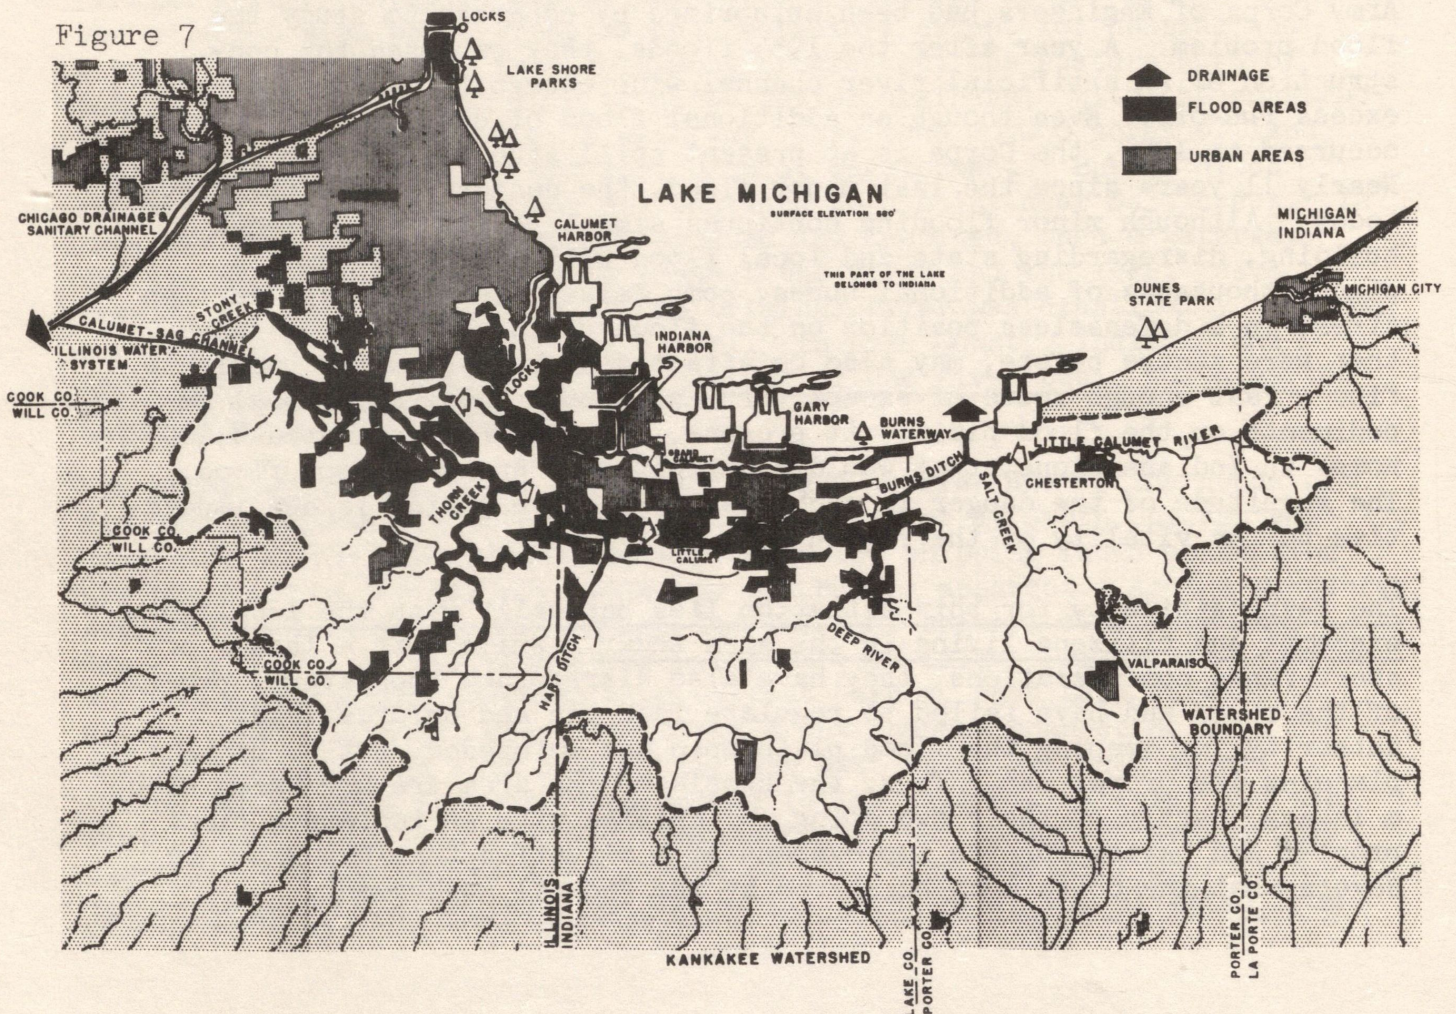 Figure 7
LOCKS
LAKE SHORE
PARKS
DRAINAGE
FLOOD AREAS
URBAN AREAS
LAKE MICHIGAN
SURFACE ELEVATION 580'
CHICAGO DRAINAGE &
SANITARY CHANNEL
CALUMET
HARBOR
MICHIGAN
INDIANA
THIS PART OF THE LAKE
BELONGS TO INDIANA
DUNES
STATE PARK
MICHIGAN CITY
STONY
CREEK
CALUMET-SAG CHANNEL
ILLINOIS WATER
SYSTEM
INDIANA
HARBOR
LOCKS
COOK CO.
WILL CO.
GARY
HARBOR
BURNS
WATERWAY
LITTLE CALUMET RIVER
GRAND
CALUMET
BURNS DITCH
CHESTERTON
SALT CREEK
THORN
CREEK
COOK CO.
WILL CO.
LITTLE
CALUMET
DEEP RIVER
HART DITCH
COOK CO.
WILL CO.
VALPARAISO
WATERSHED
BOUNDARY
ILLINOIS
INDIANA
KANKAKEE WATERSHED
LAKE CO.
PORTER CO.
PORTER CO.
LA PORTE CO.